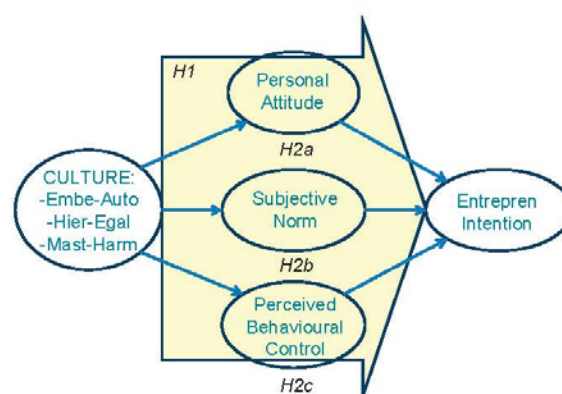 H1
Personal
Attitude
H2a
CULTURE:
-Embe-Auto
-Hier-Egal
-Mast-Harm
Subjective
Norm
Entrepren
Intention
H2b
Perceived
Behavioural
Control
H2c